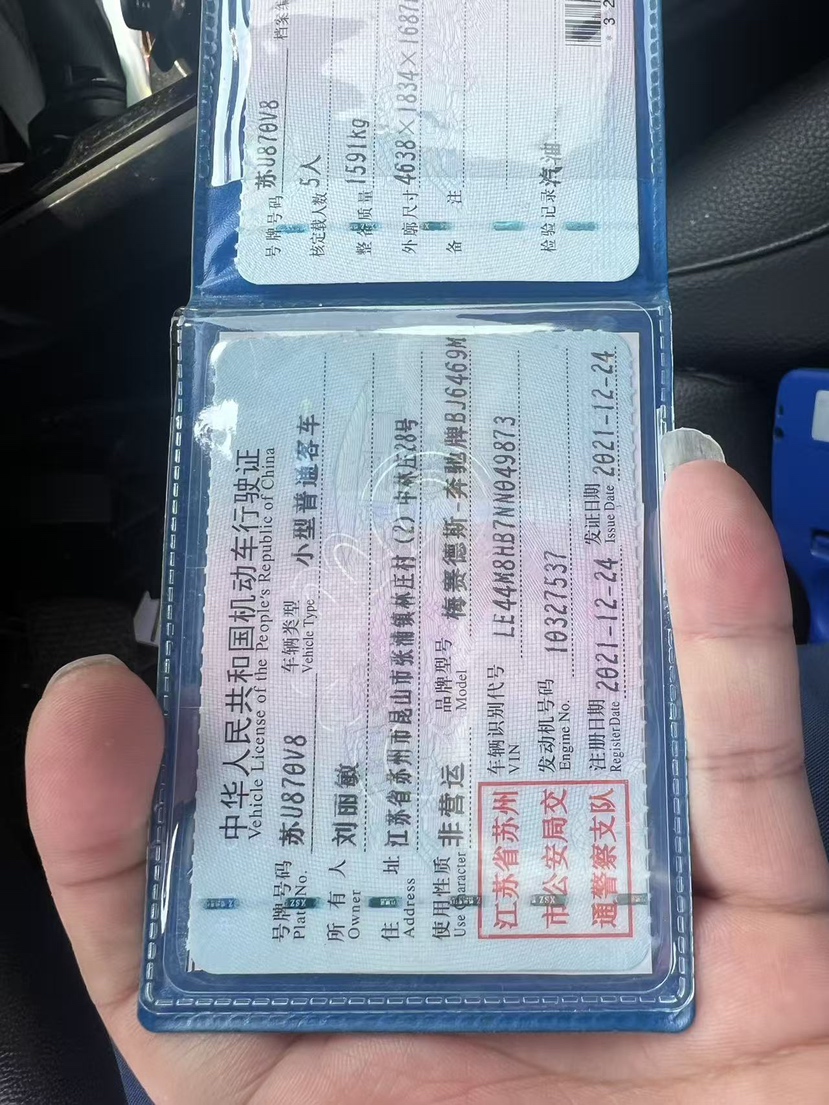 中华人民共和国机动车行驶证
Vehicle License of the People's Republic of China
号牌号码 苏U870V8 车辆类型 小型普通客车
Plate No. Vehicle Type
所有人 刘丽敏
Owner
住址 江苏省苏州市昆山市张浦镇林庄村(2)中林庄28号
Address
使用性质 非营运 品牌型号 梅赛德斯-奔驰牌BJ6469M
Use Character Model
江苏省苏州
市公安局交
通警察支队
车辆识别代号 LE44M8HB7NN049873
VIN
发动机号码 10327537
Engine No.
注册日期 2021-12-24 发证日期 2021-12-24
Register Date Issue Date
号牌号码 苏U870V8 档案编
核定载人数 5人
整备质量 1591kg
外廓尺寸 4638×1834×1687
备注
检验记录 汽油
*32